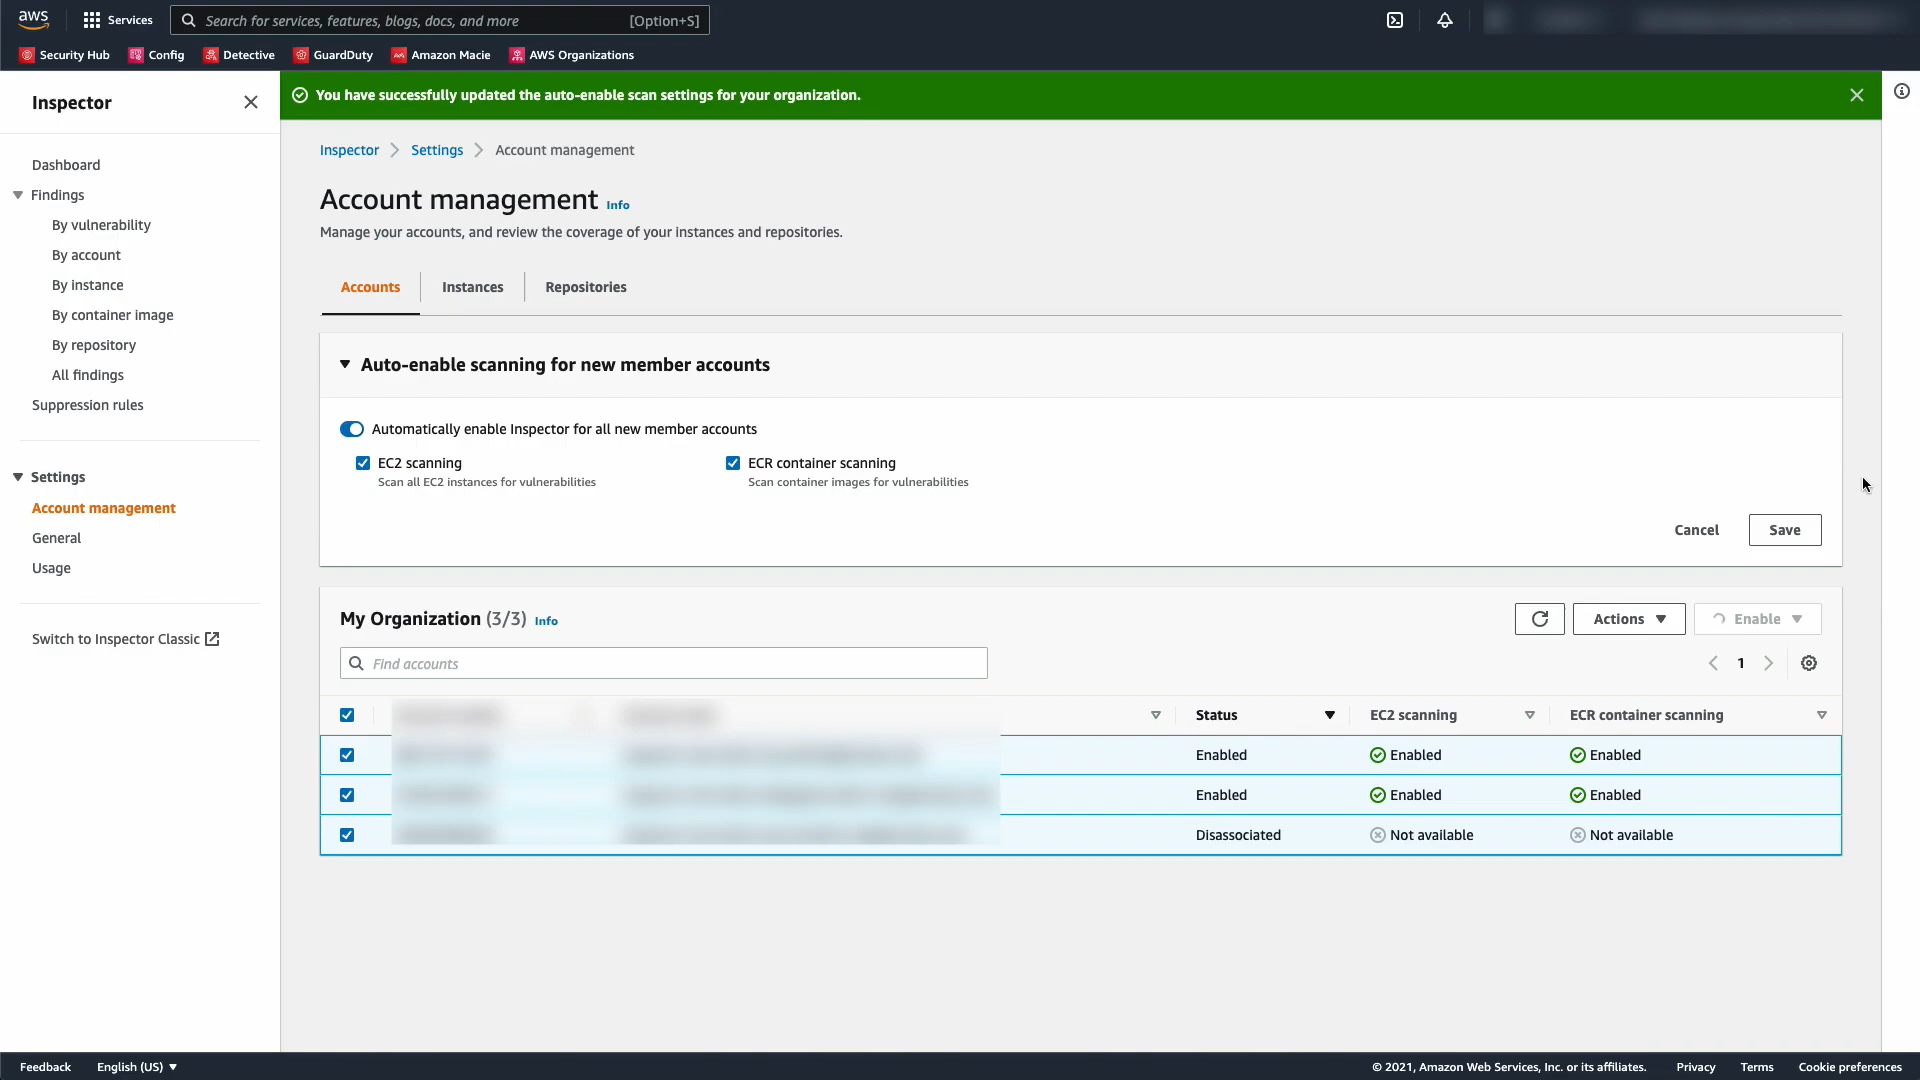 aws
Services
Search for services, features, blogs, docs, and more
[Option+S]
Security Hub
Config
Detective
GuardDuty
Amazon Macie
AWS Organizations
Inspector
Dashboard
Findings
By vulnerability
By account
By instance
By container image
By repository
All findings
Suppression rules
Settings
Account management
General
Usage
Switch to Inspector Classic
You have successfully updated the auto-enable scan settings for your organization.
Inspector Settings Account management
Account management Info
Manage your accounts, and review the coverage of your instances and repositories.
Accounts Instances Repositories
Auto-enable scanning for new member accounts
Automatically enable Inspector for all new member accounts
EC2 scanning
Scan all EC2 instances for vulnerabilities
ECR container scanning
Scan container images for vulnerabilities
Cancel Save
My Organization (3/3) Info
Actions Enable
Find accounts
1
Status EC2 scanning ECR container scanning
Enabled Enabled Enabled
Enabled Enabled Enabled
Disassociated Not available Not available
Feedback English (US) © 2021, Amazon Web Services, Inc. or its affiliates. Privacy Terms Cookie preferences